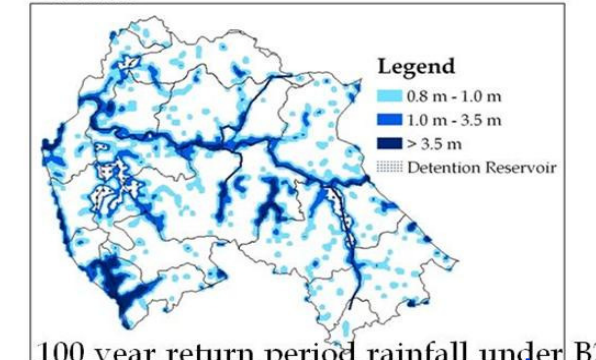 Legend
0.8 m - 1.0 m
1.0 m - 3.5 m
> 3.5 m
Detention Reservoir
100 year return period rainfall under